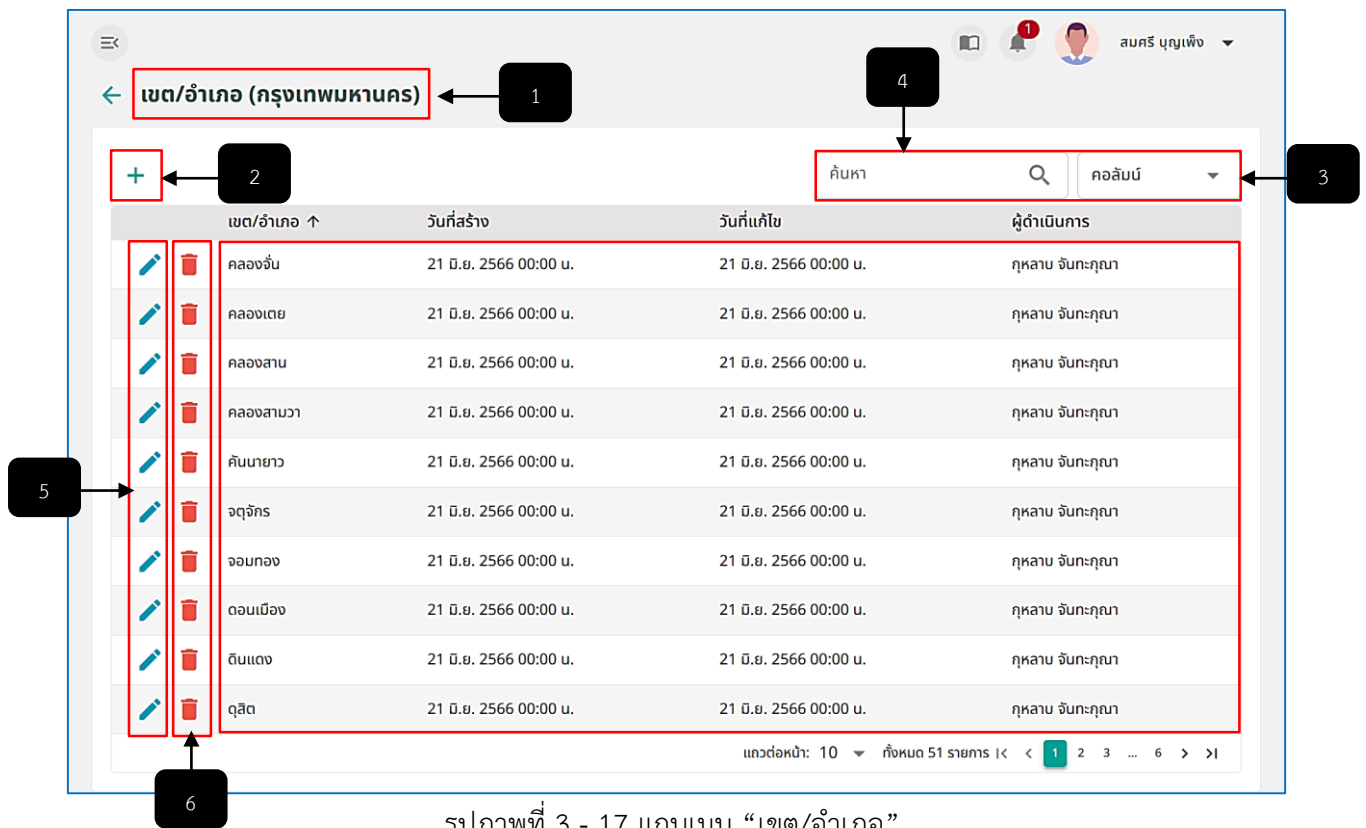 1
สมศรี บุญเพ็ง
4
เขต/อำเภอ (กรุงเทพมหานคร)
1
+
2
ค้นหา
คอลัมน์
3
เขต/อำเภอ ↑ วันที่สร้าง วันที่แก้ไข ผู้ดำเนินการ
คลองจั่น 21 มิ.ย. 2566 00:00 น. 21 มิ.ย. 2566 00:00 น. กุหลาบ จันทะกุณา
คลองเตย 21 มิ.ย. 2566 00:00 น. 21 มิ.ย. 2566 00:00 น. กุหลาบ จันทะกุณา
คลองสาน 21 มิ.ย. 2566 00:00 น. 21 มิ.ย. 2566 00:00 น. กุหลาบ จันทะกุณา
คลองสามวา 21 มิ.ย. 2566 00:00 น. 21 มิ.ย. 2566 00:00 น. กุหลาบ จันทะกุณา
คันนายาว 21 มิ.ย. 2566 00:00 น. 21 มิ.ย. 2566 00:00 น. กุหลาบ จันทะกุณา
5
จตุจักร 21 มิ.ย. 2566 00:00 น. 21 มิ.ย. 2566 00:00 น. กุหลาบ จันทะกุณา
จอมทอง 21 มิ.ย. 2566 00:00 น. 21 มิ.ย. 2566 00:00 น. กุหลาบ จันทะกุณา
ดอนเมือง 21 มิ.ย. 2566 00:00 น. 21 มิ.ย. 2566 00:00 น. กุหลาบ จันทะกุณา
ดินแดง 21 มิ.ย. 2566 00:00 น. 21 มิ.ย. 2566 00:00 น. กุหลาบ จันทะกุณา
ดุสิต 21 มิ.ย. 2566 00:00 น. 21 มิ.ย. 2566 00:00 น. กุหลาบ จันทะกุณา
แถวต่อหน้า: 10 ทั้งหมด 51 รายการ |< < 1 2 3 ... 6 > >|
6
รูปภาพที่ 3 - 17 แถบเมนู “เขต/อำเภอ”